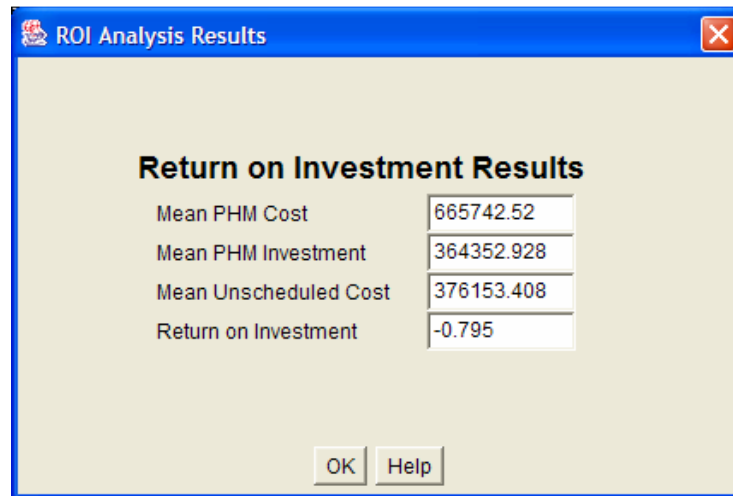 ROI Analysis Results
Return on Investment Results
Mean PHM Cost 665742.52
Mean PHM Investment 364352.928
Mean Unscheduled Cost 376153.408
Return on Investment -0.795
OK Help